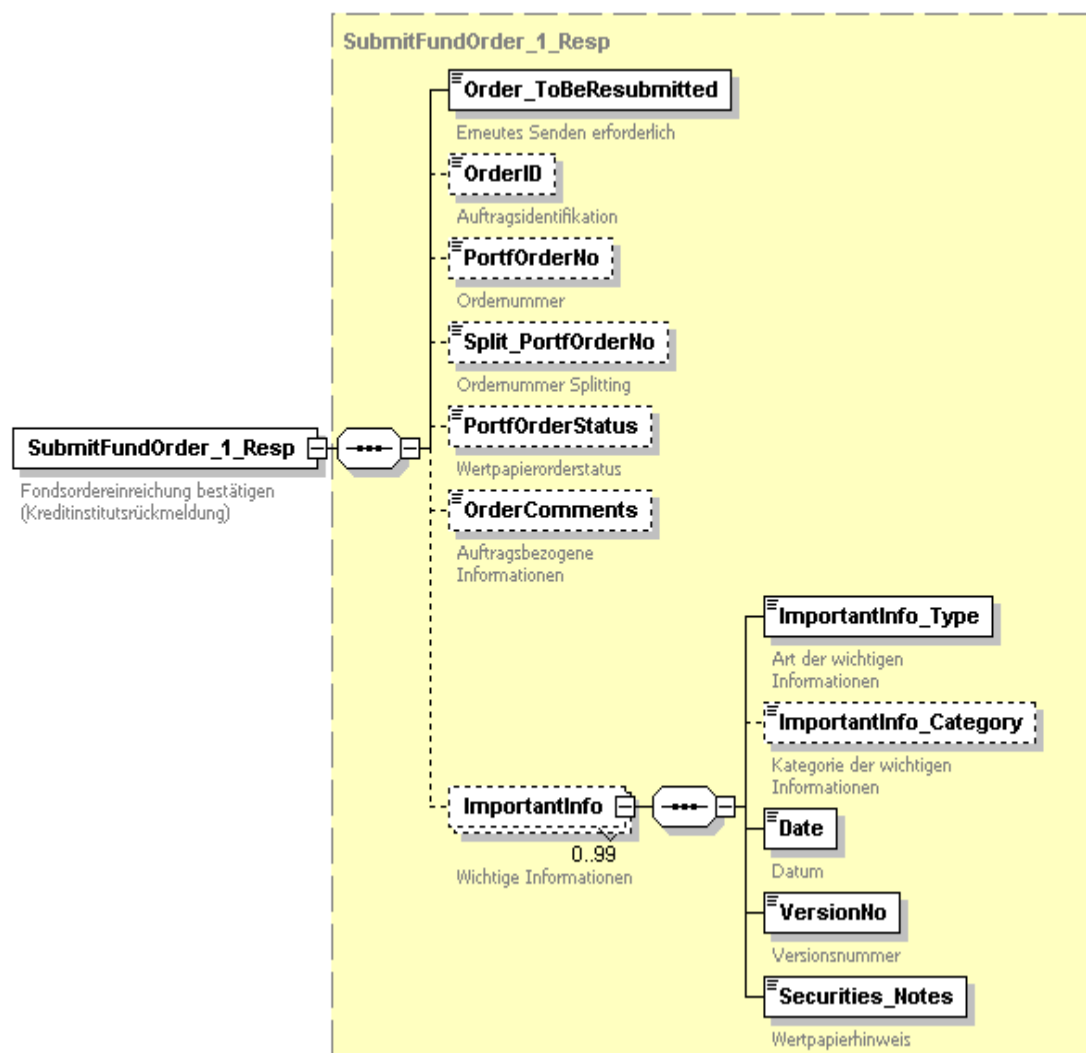 SubmitFundOrder_1_Resp
Order_ToBeResubmitted
Erneutes Senden erforderlich
OrderID
Auftragsidentifikation
PortfOrderNo
Ordernummer
Split_PortfOrderNo
Ordernummer Splitting
PortfOrderStatus
Wertpapierorderstatus
SubmitFundOrder_1_Resp
Fondsordereinreichung bestätigen
(Kreditinstitutsrückmeldung)
OrderComments
Auftragsbezogene
Informationen
ImportantInfo
0..99
Wichtige Informationen
ImportantInfo_Type
Art der wichtigen
Informationen
ImportantInfo_Category
Kategorie der wichtigen
Informationen
Date
Datum
VersionNo
Versionsnummer
Securities_Notes
Wertpapierhinweis